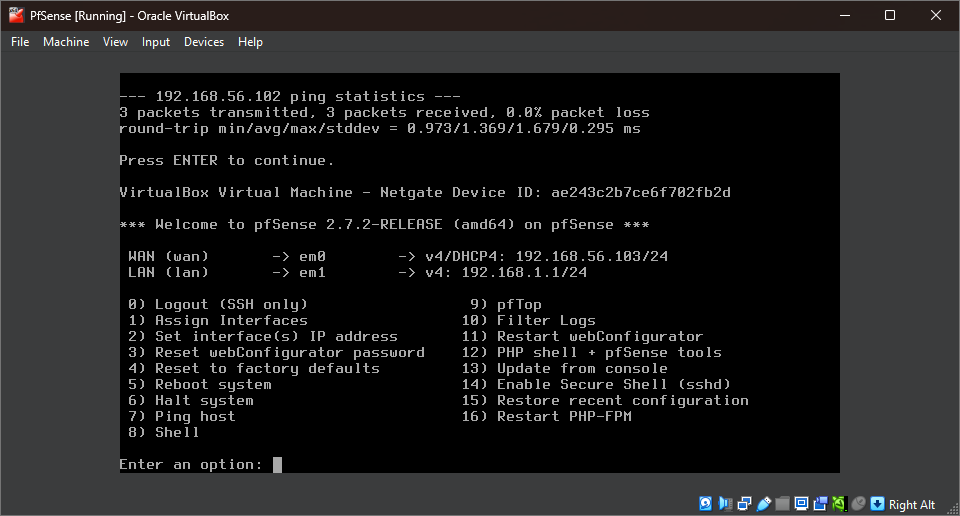 PfSense [Running] - Oracle VirtualBox
File Machine View Input Devices Help
--- 192.168.56.102 ping statistics ---
3 packets transmitted, 3 packets received, 0.0% packet loss
round-trip min/avg/max/stddev = 0.973/1.369/1.679/0.295 ms
Press ENTER to continue.
VirtualBox Virtual Machine - Netgate Device ID: ae243c2b7ce6f702fb2d
*** Welcome to pfSense 2.7.2-RELEASE (amd64) on pfSense ***
WAN (wan) -> em0 -> v4/DHCP4: 192.168.56.103/24
LAN (lan) -> em1 -> v4: 192.168.1.1/24
0) Logout (SSH only) 9) pfTop
1) Assign Interfaces 10) Filter Logs
2) Set interface(s) IP address 11) Restart webConfigurator
3) Reset webConfigurator password 12) PHP shell + pfSense tools
4) Reset to factory defaults 13) Update from console
5) Reboot system 14) Enable Secure Shell (sshd)
6) Halt system 15) Restore recent configuration
7) Ping host 16) Restart PHP-FPM
8) Shell
Enter an option:
Right Alt